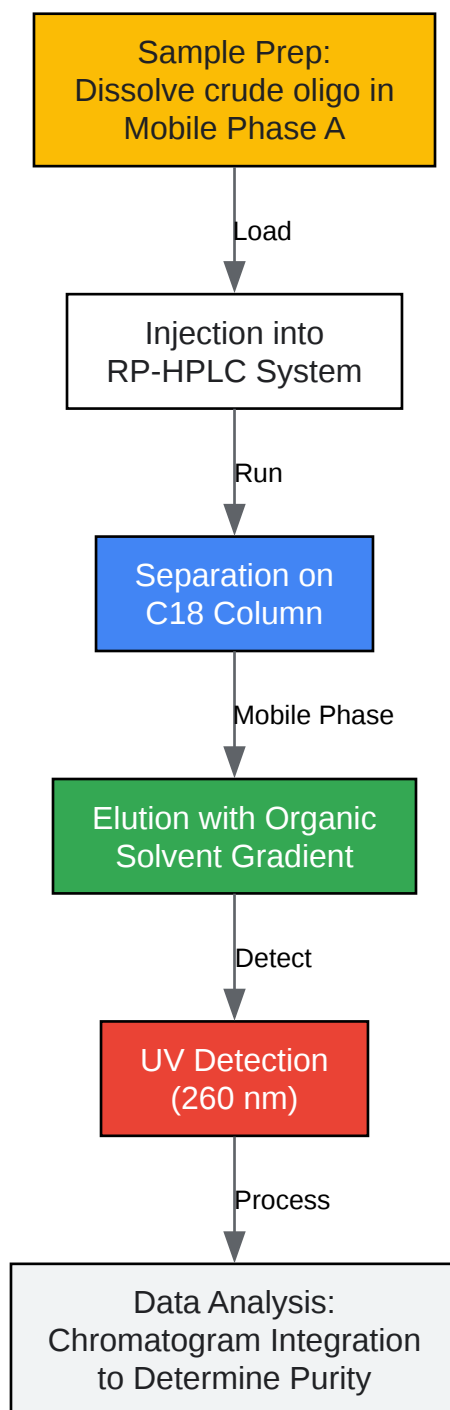 Sample Prep:
Dissolve crude oligo in
Mobile Phase A
Load
Injection into
RP-HPLC System
Run
Separation on
C18 Column
Mobile Phase
Elution with Organic
Solvent Gradient
Detect
UV Detection
(260 nm)
Process
Data Analysis:
Chromatogram Integration
to Determine Purity